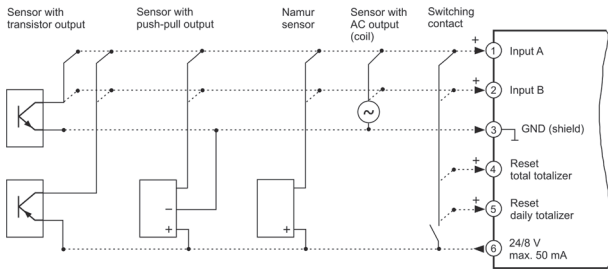 Sensor with
transistor output
Sensor with
push-pull output
Namur
sensor
Sensor with
AC output
(coil)
Switching
contact
+
1 Input A
+
2 Input B
+
3 GND (shield)
+
4 Reset
total totalizer
+
5 Reset
daily totalizer
6 24/8 V
max. 50 mA
~
−
+
+